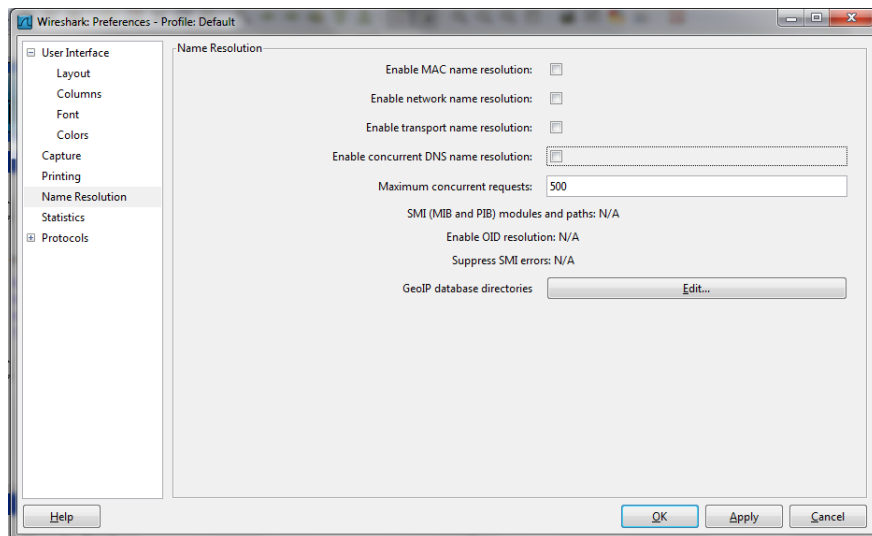 Wireshark: Preferences - Profile: Default
User Interface
Layout
Columns
Font
Colors
Capture
Printing
Name Resolution
Statistics
Protocols
Name Resolution
Enable MAC name resolution:
Enable network name resolution:
Enable transport name resolution:
Enable concurrent DNS name resolution:
Maximum concurrent requests: 500
SMI (MIB and PIB) modules and paths: N/A
Enable OID resolution: N/A
Suppress SMI errors: N/A
GeoIP database directories Edit...
Help OK Apply Cancel